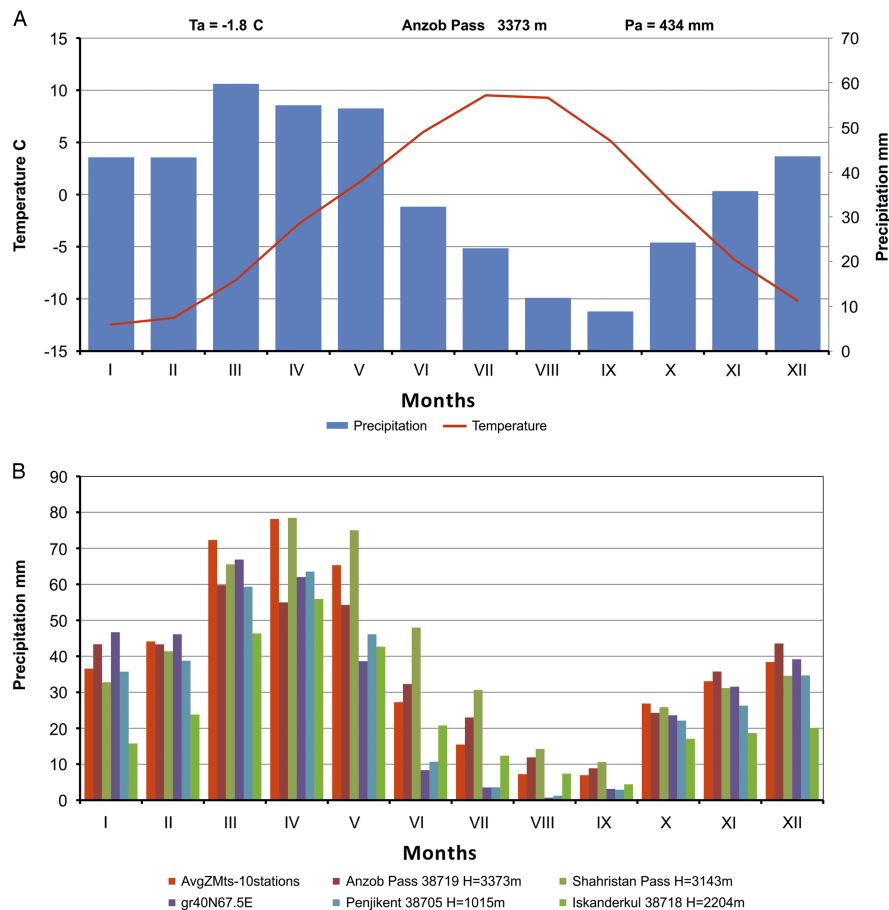 A
Ta = -1.8 C Anzob Pass 3373 m Pa = 434 mm
15 70
10 60
5 50
0 40
-5 30
-10 20
-15 10
0
Temperature C
Precipitation mm
I II III IV V VI VII VIII IX X XI XII
Months
Precipitation Temperature
B
90
80
70
60
50
40
30
20
10
0
Precipitation mm
I II III IV V VI VII VIII IX X XI XII
Months
AvgZMts-10stations Anzob Pass 38719 H=3373m Shahristan Pass H=3143m
gr40N67.5E Penjikent 38705 H=1015m Iskanderkul 38718 H=2204m